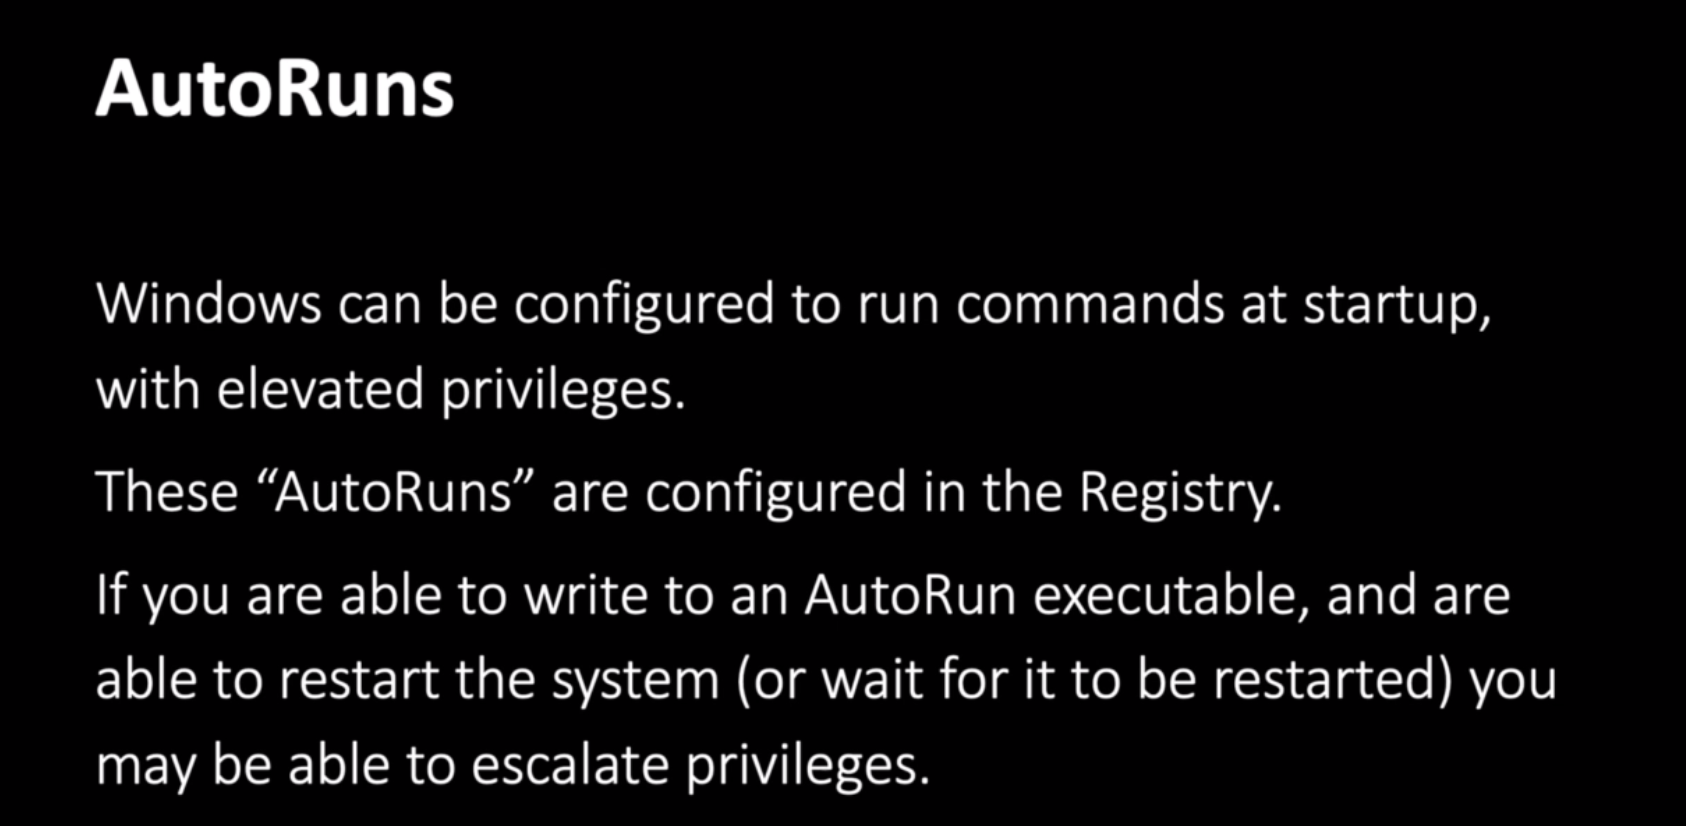 AutoRuns
Windows can be configured to run commands at startup,
with elevated privileges.
These “AutoRuns” are configured in the Registry.
If you are able to write to an AutoRun executable, and are
able to restart the system (or wait for it to be restarted) you
may be able to escalate privileges.